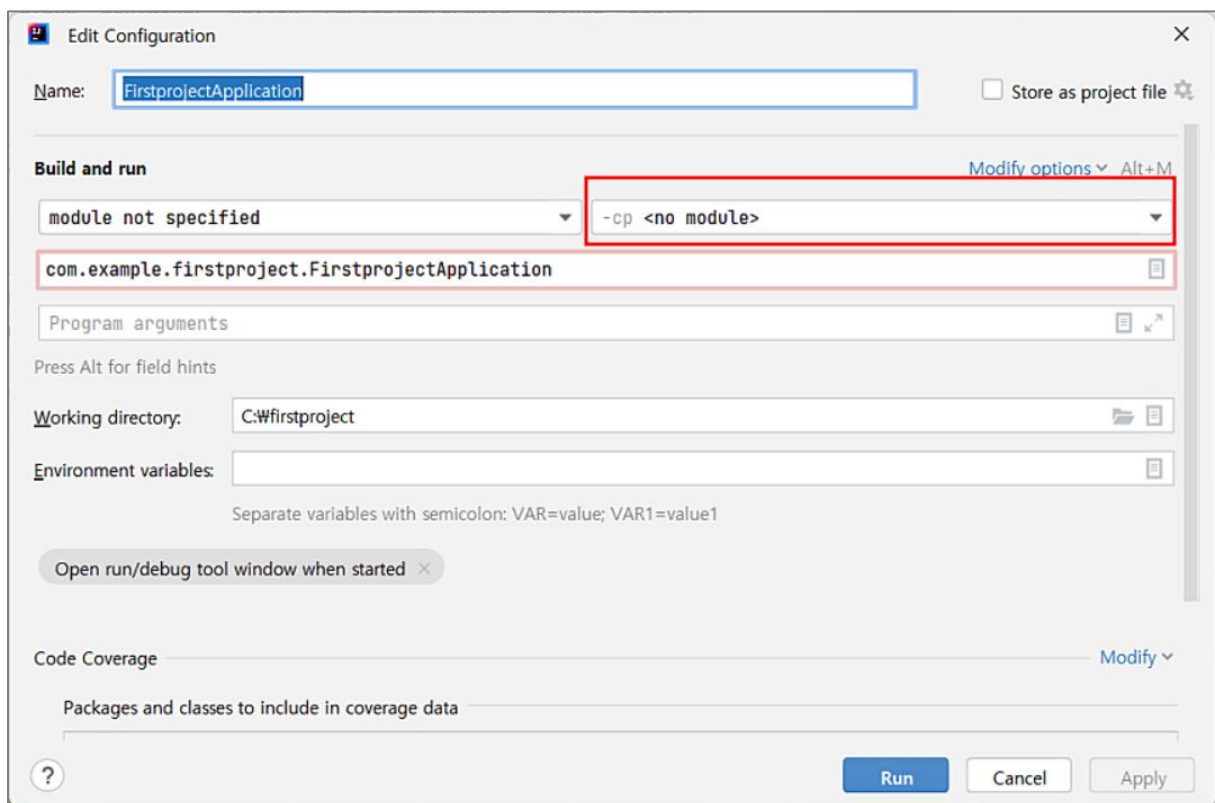 Edit Configuration
Name: FirstprojectApplication Store as project file
Build and run Modify options Alt+M
module not specified -cp <no module>
com.example.firstproject.FirstprojectApplication
Program arguments
Press Alt for field hints
Working directory: C:₩firstproject
Environment variables:
Separate variables with semicolon: VAR=value; VAR1=value1
Open run/debug tool window when started ×
Code Coverage Modify
Packages and classes to include in coverage data
? Run Cancel Apply